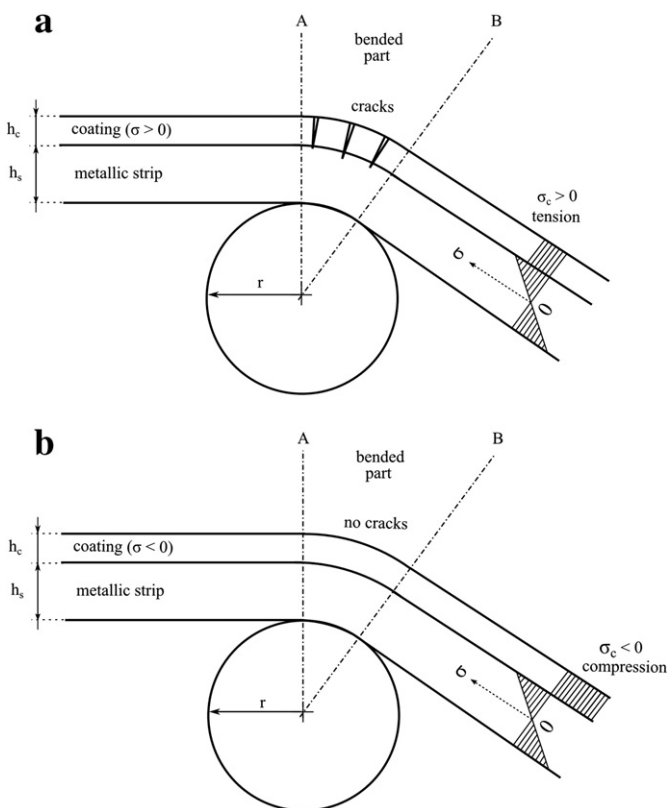 a
A
B
bended
part
cracks
h_c
coating (σ > 0)
h_s
metallic strip
σ_c > 0
tension
σ
0
r
b
A
B
bended
part
no cracks
h_c
coating (σ < 0)
h_s
metallic strip
σ_c < 0
compression
σ
0
r